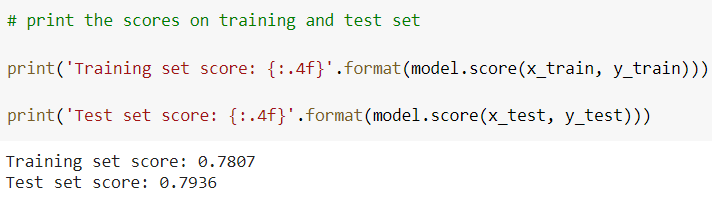 # print the scores on training and test set
print('Training set score: {:.4f}'.format(model.score(x_train, y_train)))
print('Test set score: {:.4f}'.format(model.score(x_test, y_test)))
Training set score: 0.7807
Test set score: 0.7936